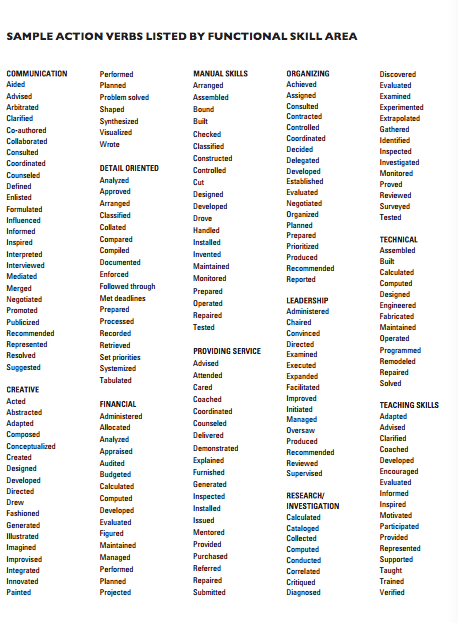 SAMPLE ACTION VERBS LISTED BY FUNCTIONAL SKILL AREA
COMMUNICATION
Aided
Advised
Arbitrated
Clarified
Co-authored
Collaborated
Consulted
Coordinated
Counseled
Defined
Enlisted
Formulated
Influenced
Informed
Inspired
Interpreted
Interviewed
Mediated
Merged
Negotiated
Promoted
Publicized
Recommended
Represented
Resolved
Suggested
CREATIVE
Acted
Abstracted
Adapted
Composed
Conceptualized
Created
Designed
Developed
Directed
Drew
Fashioned
Generated
Illustrated
Imagined
Improvised
Integrated
Innovated
Painted
Performed
Planned
Problem solved
Shaped
Synthesized
Visualized
Wrote
DETAIL ORIENTED
Analyzed
Approved
Arranged
Classified
Collated
Compared
Compiled
Documented
Enforced
Followed through
Met deadlines
Prepared
Processed
Recorded
Retrieved
Set priorities
Systemized
Tabulated
FINANCIAL
Administered
Allocated
Analyzed
Appraised
Audited
Budgeted
Calculated
Computed
Developed
Evaluated
Figured
Maintained
Managed
Performed
Planned
Projected
MANUAL SKILLS
Arranged
Assembled
Bound
Built
Checked
Classified
Constructed
Controlled
Cut
Designed
Developed
Drove
Handled
Installed
Invented
Maintained
Monitored
Prepared
Operated
Repaired
Tested
PROVIDING SERVICE
Advised
Attended
Cared
Coached
Coordinated
Counseled
Delivered
Demonstrated
Explained
Furnished
Generated
Inspected
Installed
Issued
Mentored
Provided
Purchased
Referred
Repaired
Submitted
ORGANIZING
Achieved
Assigned
Consulted
Contracted
Controlled
Coordinated
Decided
Delegated
Developed
Established
Evaluated
Negotiated
Organized
Planned
Prepared
Prioritized
Produced
Recommended
Reported
LEADERSHIP
Administered
Chaired
Convinced
Directed
Examined
Executed
Expanded
Facilitated
Improved
Initiated
Managed
Oversaw
Produced
Recommended
Reviewed
Supervised
RESEARCH/
INVESTIGATION
Calculated
Cataloged
Collected
Computed
Conducted
Correlated
Critiqued
Diagnosed
Discovered
Evaluated
Examined
Experimented
Extrapolated
Gathered
Identified
Inspected
Investigated
Monitored
Proved
Reviewed
Surveyed
Tested
TECHNICAL
Assembled
Built
Calculated
Computed
Designed
Engineered
Fabricated
Maintained
Operated
Programmed
Remodeled
Repaired
Solved
TEACHING SKILLS
Adapted
Advised
Clarified
Coached
Developed
Encouraged
Evaluated
Informed
Inspired
Motivated
Participated
Provided
Represented
Supported
Taught
Trained
Verified